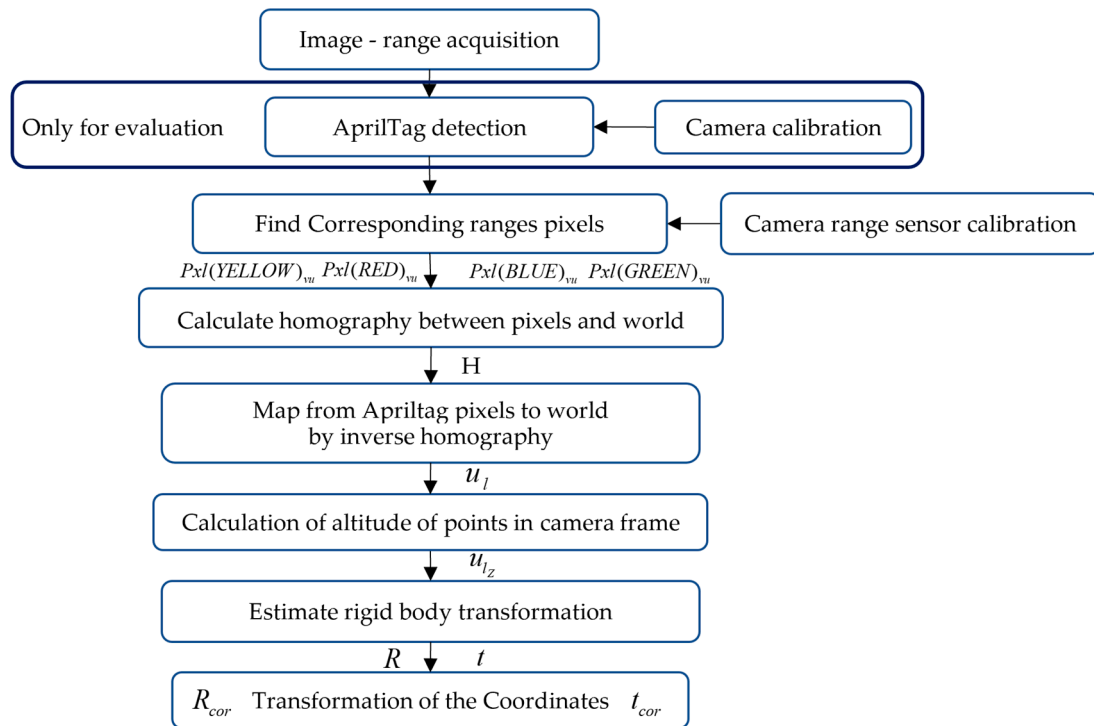 Image - range acquisition
Only for evaluation AprilTag detection Camera calibration
Find Corresponding ranges pixels Camera range sensor calibration
Pxl(YELLOW)vu Pxl(RED)vu Pxl(BLUE)vu Pxl(GREEN)vu
Calculate homography between pixels and world
H
Map from Apriltag pixels to world
by inverse homography
ul
Calculation of altitude of points in camera frame
ulZ
Estimate rigid body transformation
R t
Rcor Transformation of the Coordinates tcor